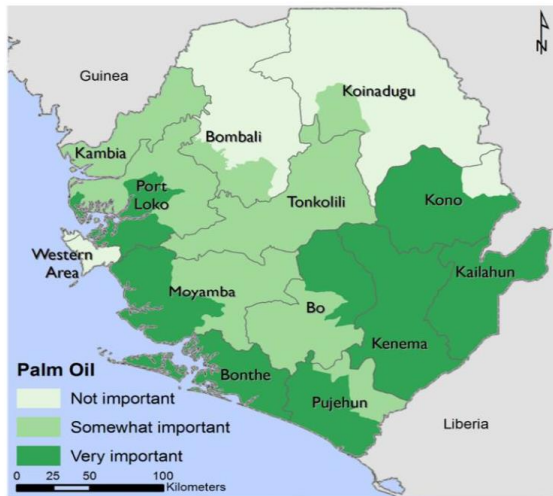 N
Guinea
Koinadugu
Bombali
Kambia
Port
Loko
Tonkolili
Kono
Western
Area
Kailahun
Moyamba
Bo
Kenema
Bonthe
Pujehun
Liberia
Palm Oil
Not important
Somewhat important
Very important
0 25 50 100
Kilometers